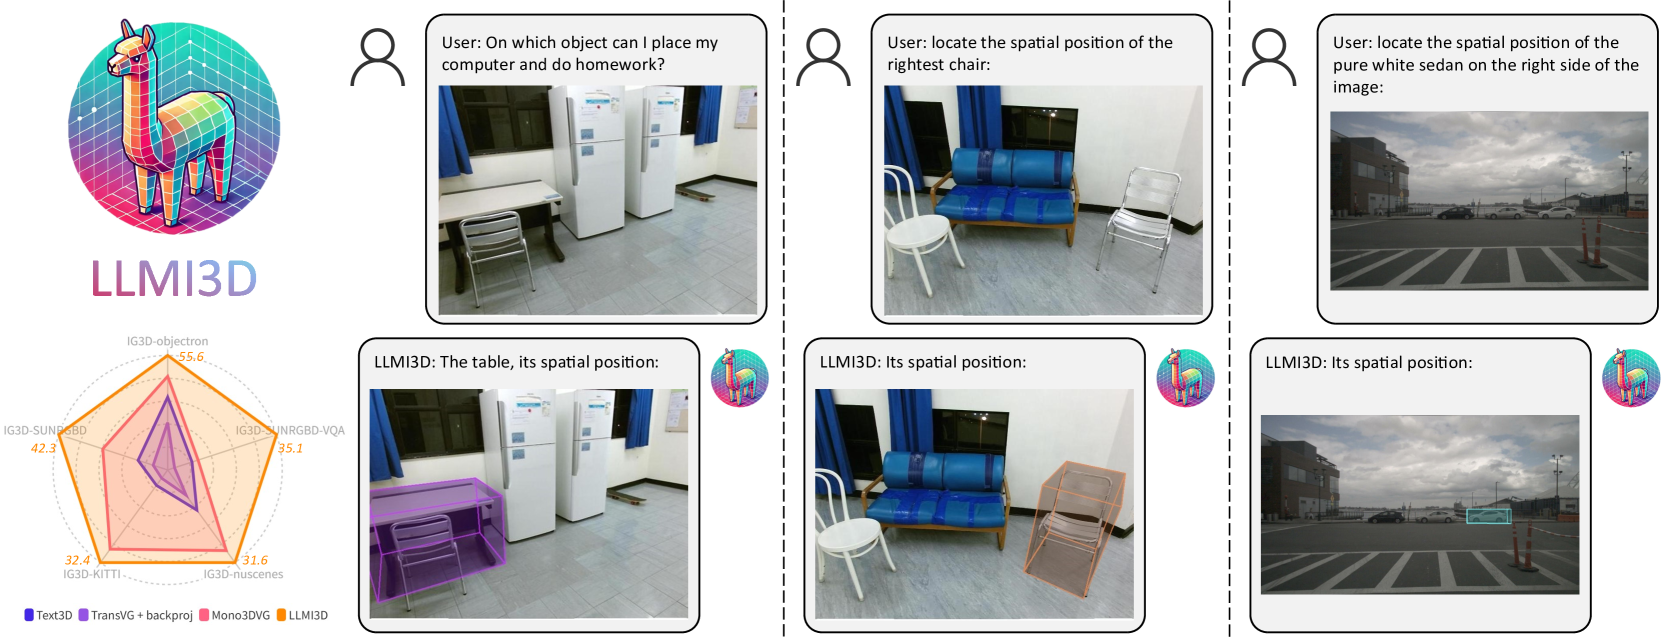 LLMI3D
User: On which object can I place my
computer and do homework?
LLMI3D: The table, its spatial position:
User: locate the spatial position of the
rightest chair:
LLMI3D: Its spatial position:
User: locate the spatial position of the
pure white sedan on the right side of the
image:
LLMI3D: Its spatial position:
IG3D-objectron
55.6
IG3D-SUNRGBD
42.3
IG3D-SUNRGBD-VQA
35.1
32.4
IG3D-KITTI
31.6
IG3D-nuscenes
Text3D
TransVG + backproj
Mono3DVG
LLMI3D